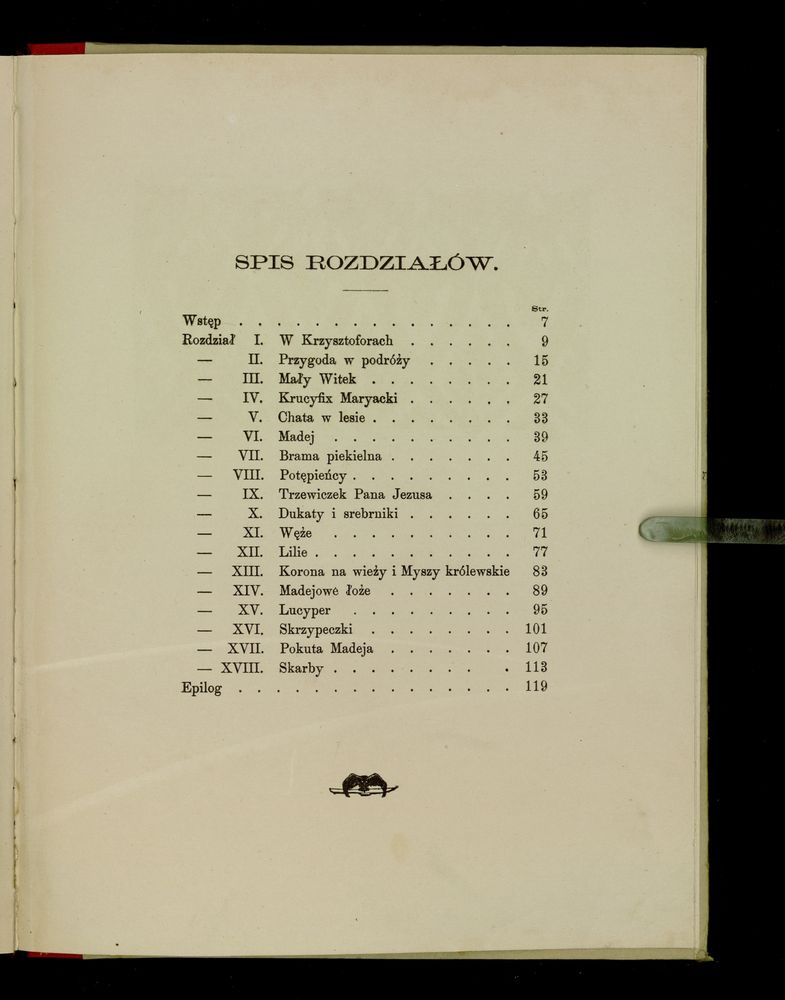 SPIS ROZDZIAŁÓW.
Str.
Wstęp . . . . . . . . . . . . . . . 7
Rozdział I. W Krzysztoforach . . . . . . 9
— II. Przygoda w podróży . . . . . 15
— III. Mały Witek . . . . . . . . 21
— IV. Krucyfix Maryacki . . . . . . 27
— V. Chata w lesie . . . . . . . . 33
— VI. Madej . . . . . . . . . . 39
— VII. Brama piekielna . . . . . . . 45
— VIII. Potępieńcy . . . . . . . . . 53
— IX. Trzewiczek Pana Jezusa . . . . 59
— X. Dukaty i srebrniki . . . . . . 65
— XI. Węże . . . . . . . . . . 71
— XII. Lilie . . . . . . . . . . . 77
— XIII. Korona na wieży i Myszy królewskie 83
— XIV. Madejowe łoże . . . . . . . 89
— XV. Lucyper . . . . . . . . . 95
— XVI. Skrzypeczki . . . . . . . . 101
— XVII. Pokuta Madeja . . . . . . . 107
— XVIII. Skarby . . . . . . . . . 113
Epilog . . . . . . . . . . . . . . . 119